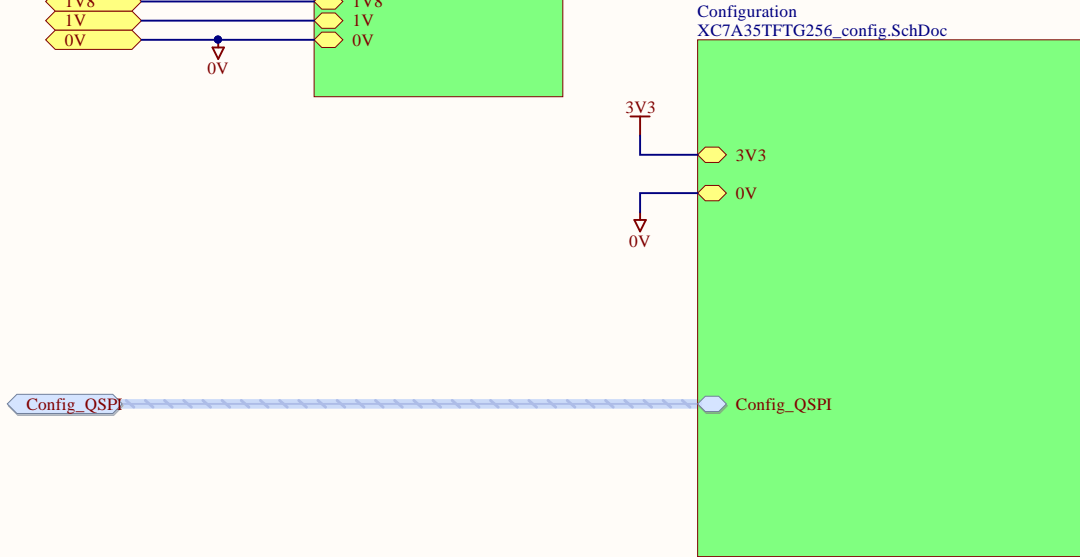 1V8
1V8
1V
1V
0V
0V
0V
Configuration
XC7A35TFTG256_config.SchDoc
3V3
3V3
0V
0V
Config_QSPI
Config_QSPI